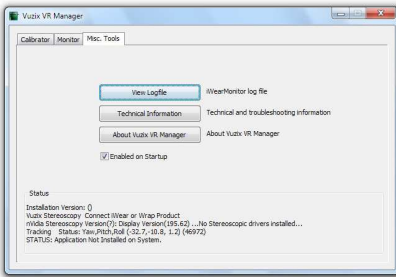 Vuzix VR Manager
Calibrator Monitor Misc. Tools
View Logfile iWearMonitor log file
Technical Information Technical and troubleshooting information
About Vuzix VR Manager About Vuzix VR Manager
Enabled on Startup
Status
Installation Version: ()
Vuzix Stereoscopy Connect iWear or Wrap Product
nVidia Stereoscopy Version(?): Display Version(195.62) ...No Stereoscopic drivers installed...
Tracking Status: Yaw,Pitch,Roll (-32.7,-10.8, 1.2) (46972)
STATUS: Application Not Installed on System.